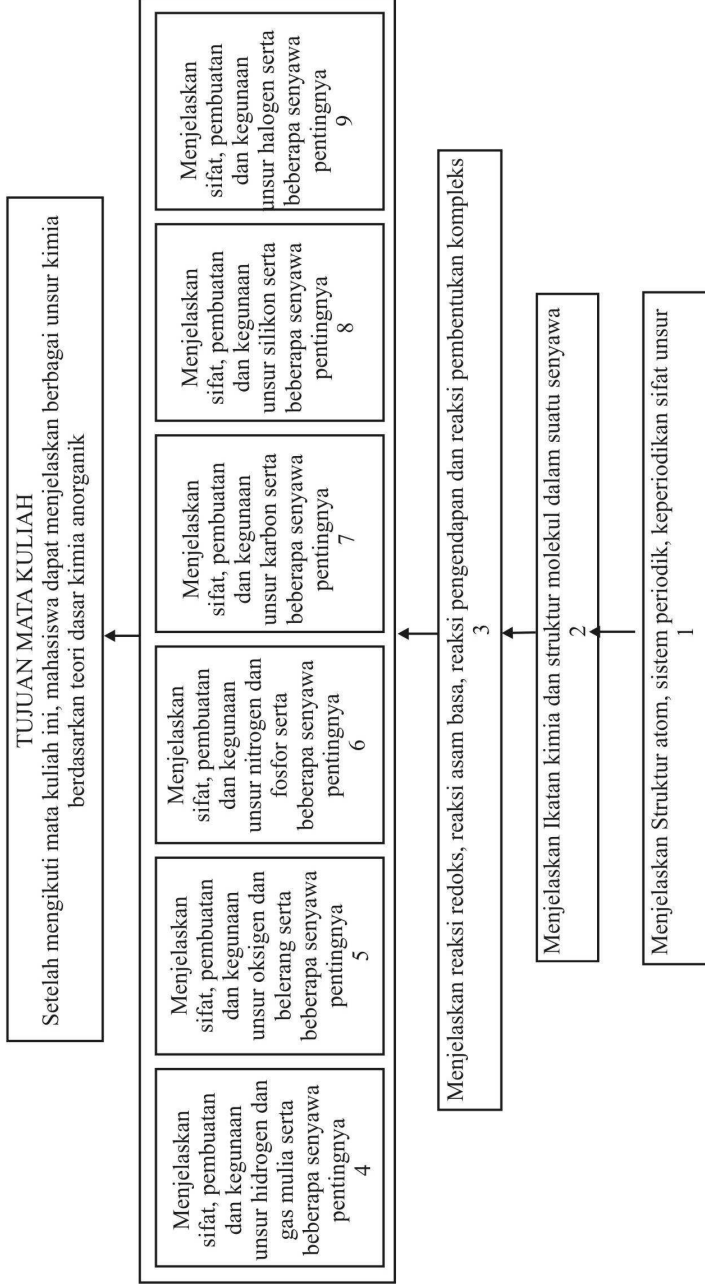 TUJUAN MATA KULIAH
Setelah mengikuti mata kuliah ini, mahasiswa dapat menjelaskan berbagai unsur kimia
berdasarkan teori dasar kimia anorganik
Menjelaskan
sifat, pembuatan
dan kegunaan
unsur hidrogen dan
gas mulia serta
beberapa senyawa
pentingnya
4
Menjelaskan
sifat, pembuatan
dan kegunaan
unsur oksigen dan
belerang serta
beberapa senyawa
pentingnya
5
Menjelaskan
sifat, pembuatan
dan kegunaan
unsur nitrogen dan
fosfor serta
beberapa senyawa
pentingnya
6
Menjelaskan
sifat, pembuatan
dan kegunaan
unsur karbon serta
beberapa senyawa
pentingnya
7
Menjelaskan
sifat, pembuatan
dan kegunaan
unsur silikon serta
beberapa senyawa
pentingnya
8
Menjelaskan
sifat, pembuatan
dan kegunaan
unsur halogen serta
beberapa senyawa
pentingnya
9
Menjelaskan reaksi redoks, reaksi asam basa, reaksi pengendapan dan reaksi pembentukan kompleks
3
Menjelaskan Ikatan kimia dan struktur molekul dalam suatu senyawa
2
Menjelaskan Struktur atom, sistem periodik, keperiodikan sifat unsur
1